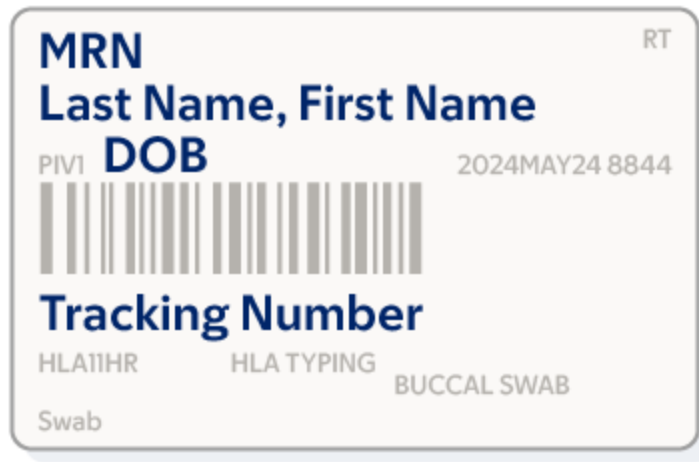 MRN RT
Last Name, First Name
PIV1 DOB 2024MAY24 8844
Tracking Number
HLA11HR HLA TYPING
BUCCAL SWAB
Swab